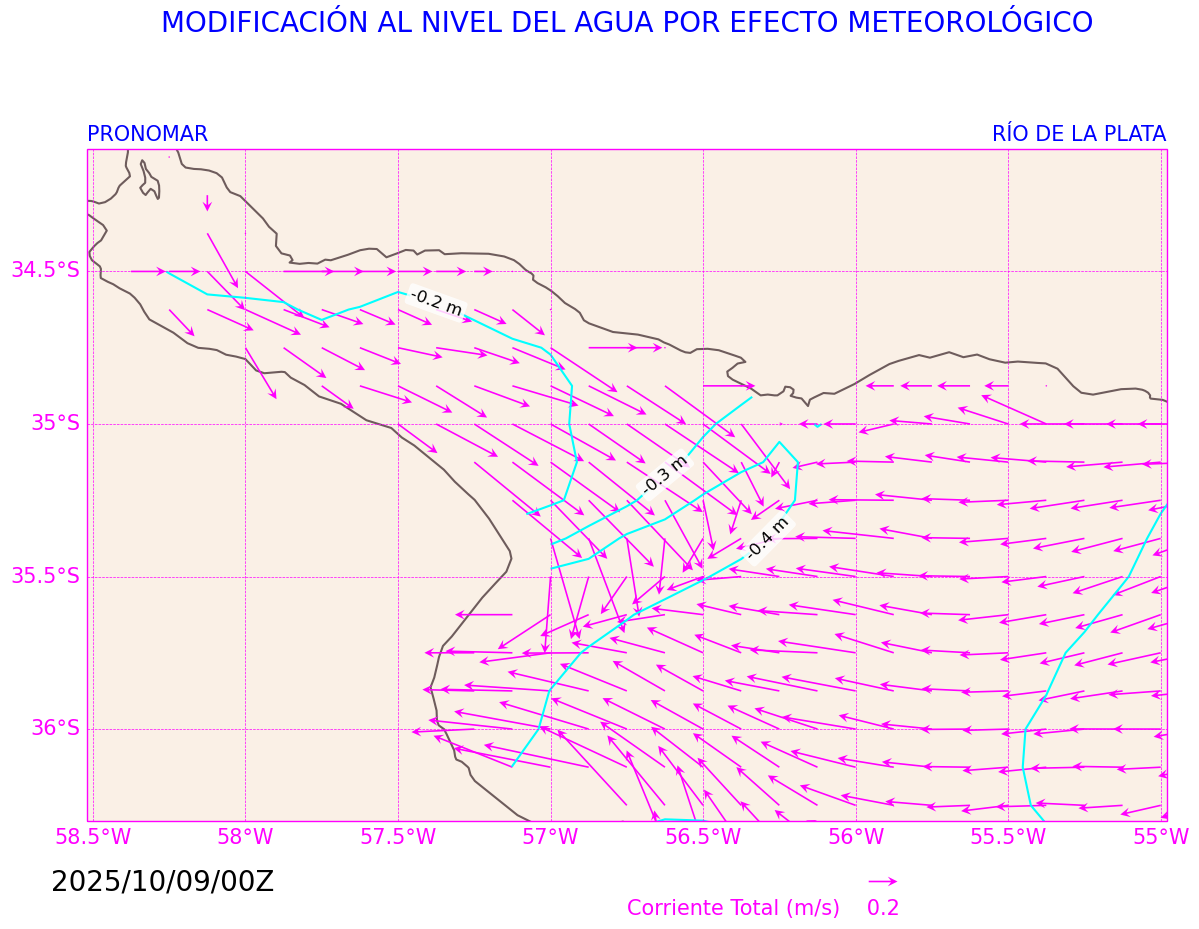 MODIFICACIÓN AL NIVEL DEL AGUA POR EFECTO METEOROLÓGICO
PRONOMAR
RÍO DE LA PLATA
34.5°S
-0.2 m
35°S
-0.3 m
-0.4 m
35.5°S
36°S
58.5°W 58°W 57.5°W 57°W 56.5°W 56°W 55.5°W 55°W
2025/10/09/00Z
Corriente Total (m/s) 0.2